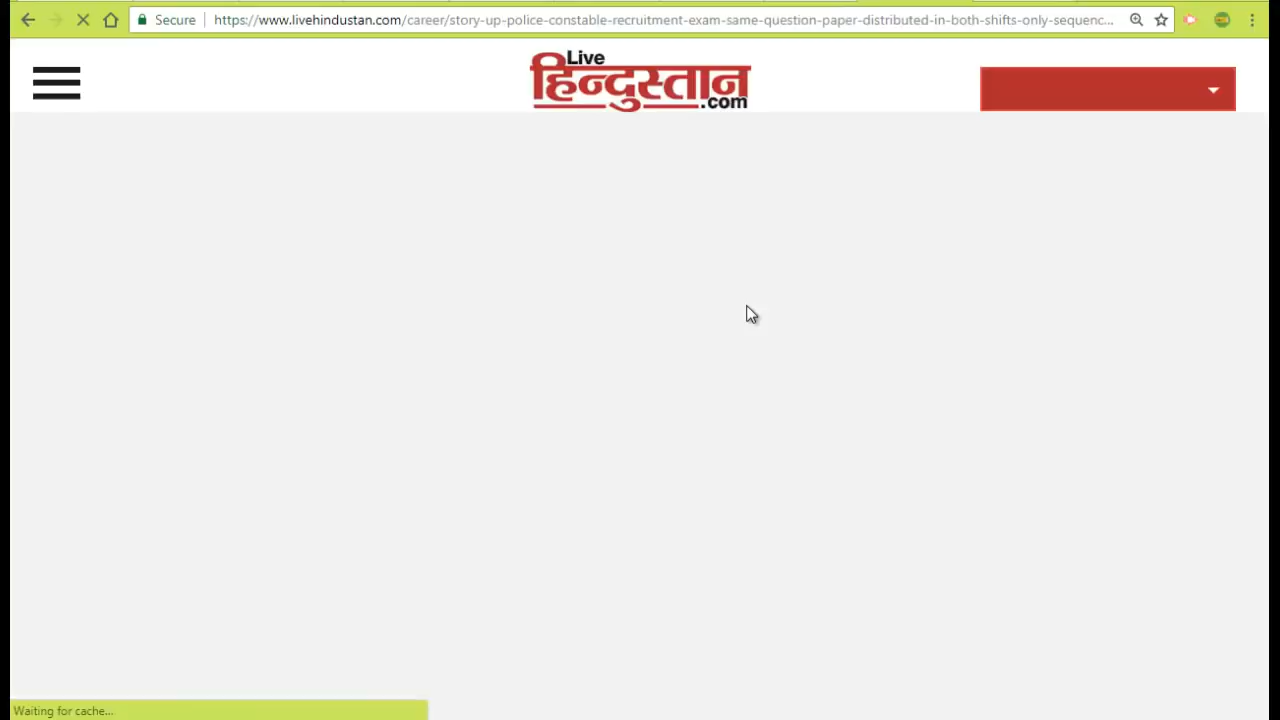 Secure https://www.livehindustan.com/career/story-up-police-constable-recruitment-exam-same-question-paper-distributed-in-both-shifts-only-sequenc...
Live
हिन्दुस्तान
.com
Waiting for cache...